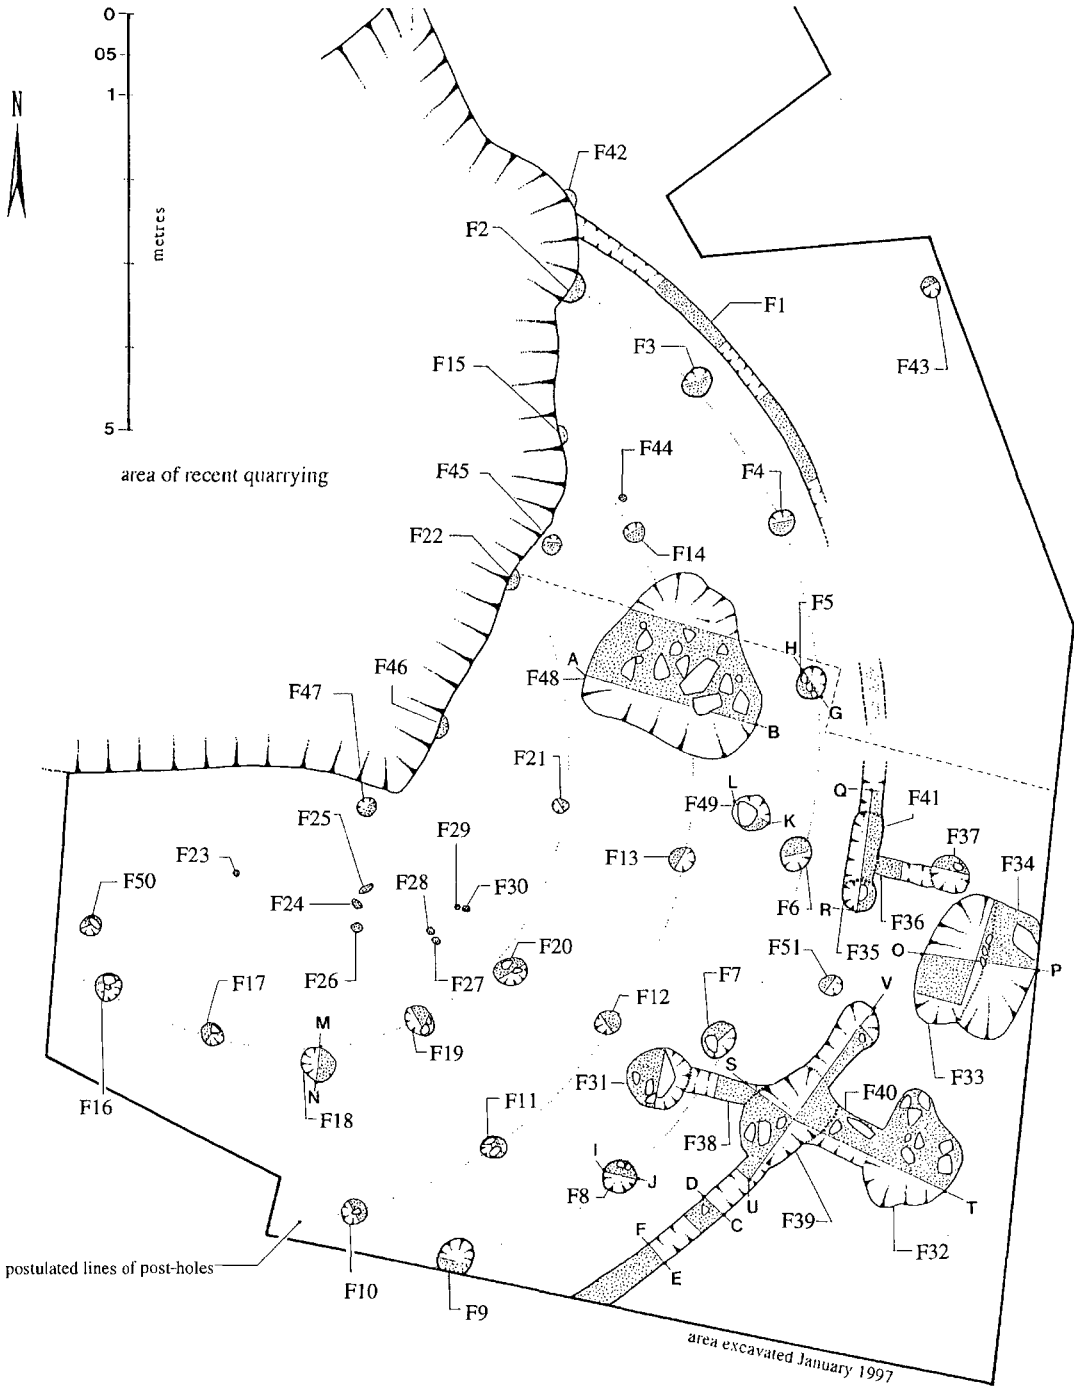 0
05
1
N
metres
5
area of recent quarrying
F42
F2
F1
F3
F43
F15
F44
F45
F4
F22
F14
F5
H
A
F48
G
B
F46
F47
F21
L
F49
K
Q
F41
F25
F29
F37
F23
F13
F34
F50
F28
F30
F24
F6
R
F36
F51
F35
O
P
F20
F26
F27
V
F17
F7
F12
M
F19
S
F33
F31
F40
N
F16
F18
F11
F38
I
J
D
U
T
F8
C
F39
F
F32
E
postulated lines of post-holes
F10
F9
area excavated January 1997